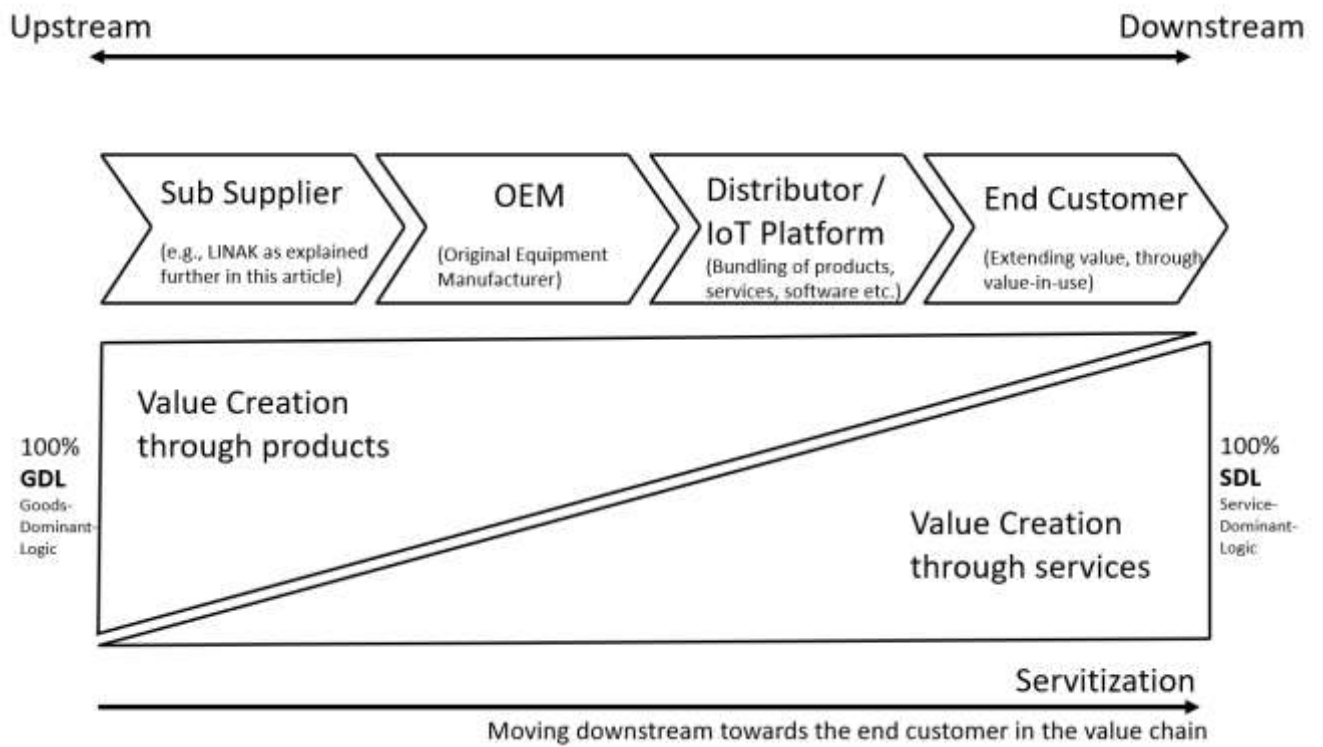 Upstream
Downstream
Sub Supplier
(e.g., LINAK as explained
further in this article)
OEM
(Original Equipment
Manufacturer)
Distributor /
IoT Platform
(Bundling of products,
services, software etc.)
End Customer
(Extending value, through
value-in-use)
Value Creation
through products
100%
GDL
Goods-
Dominant-
Logic
Value Creation
through services
100%
SDL
Service-
Dominant-
Logic
Servitization
Moving downstream towards the end customer in the value chain